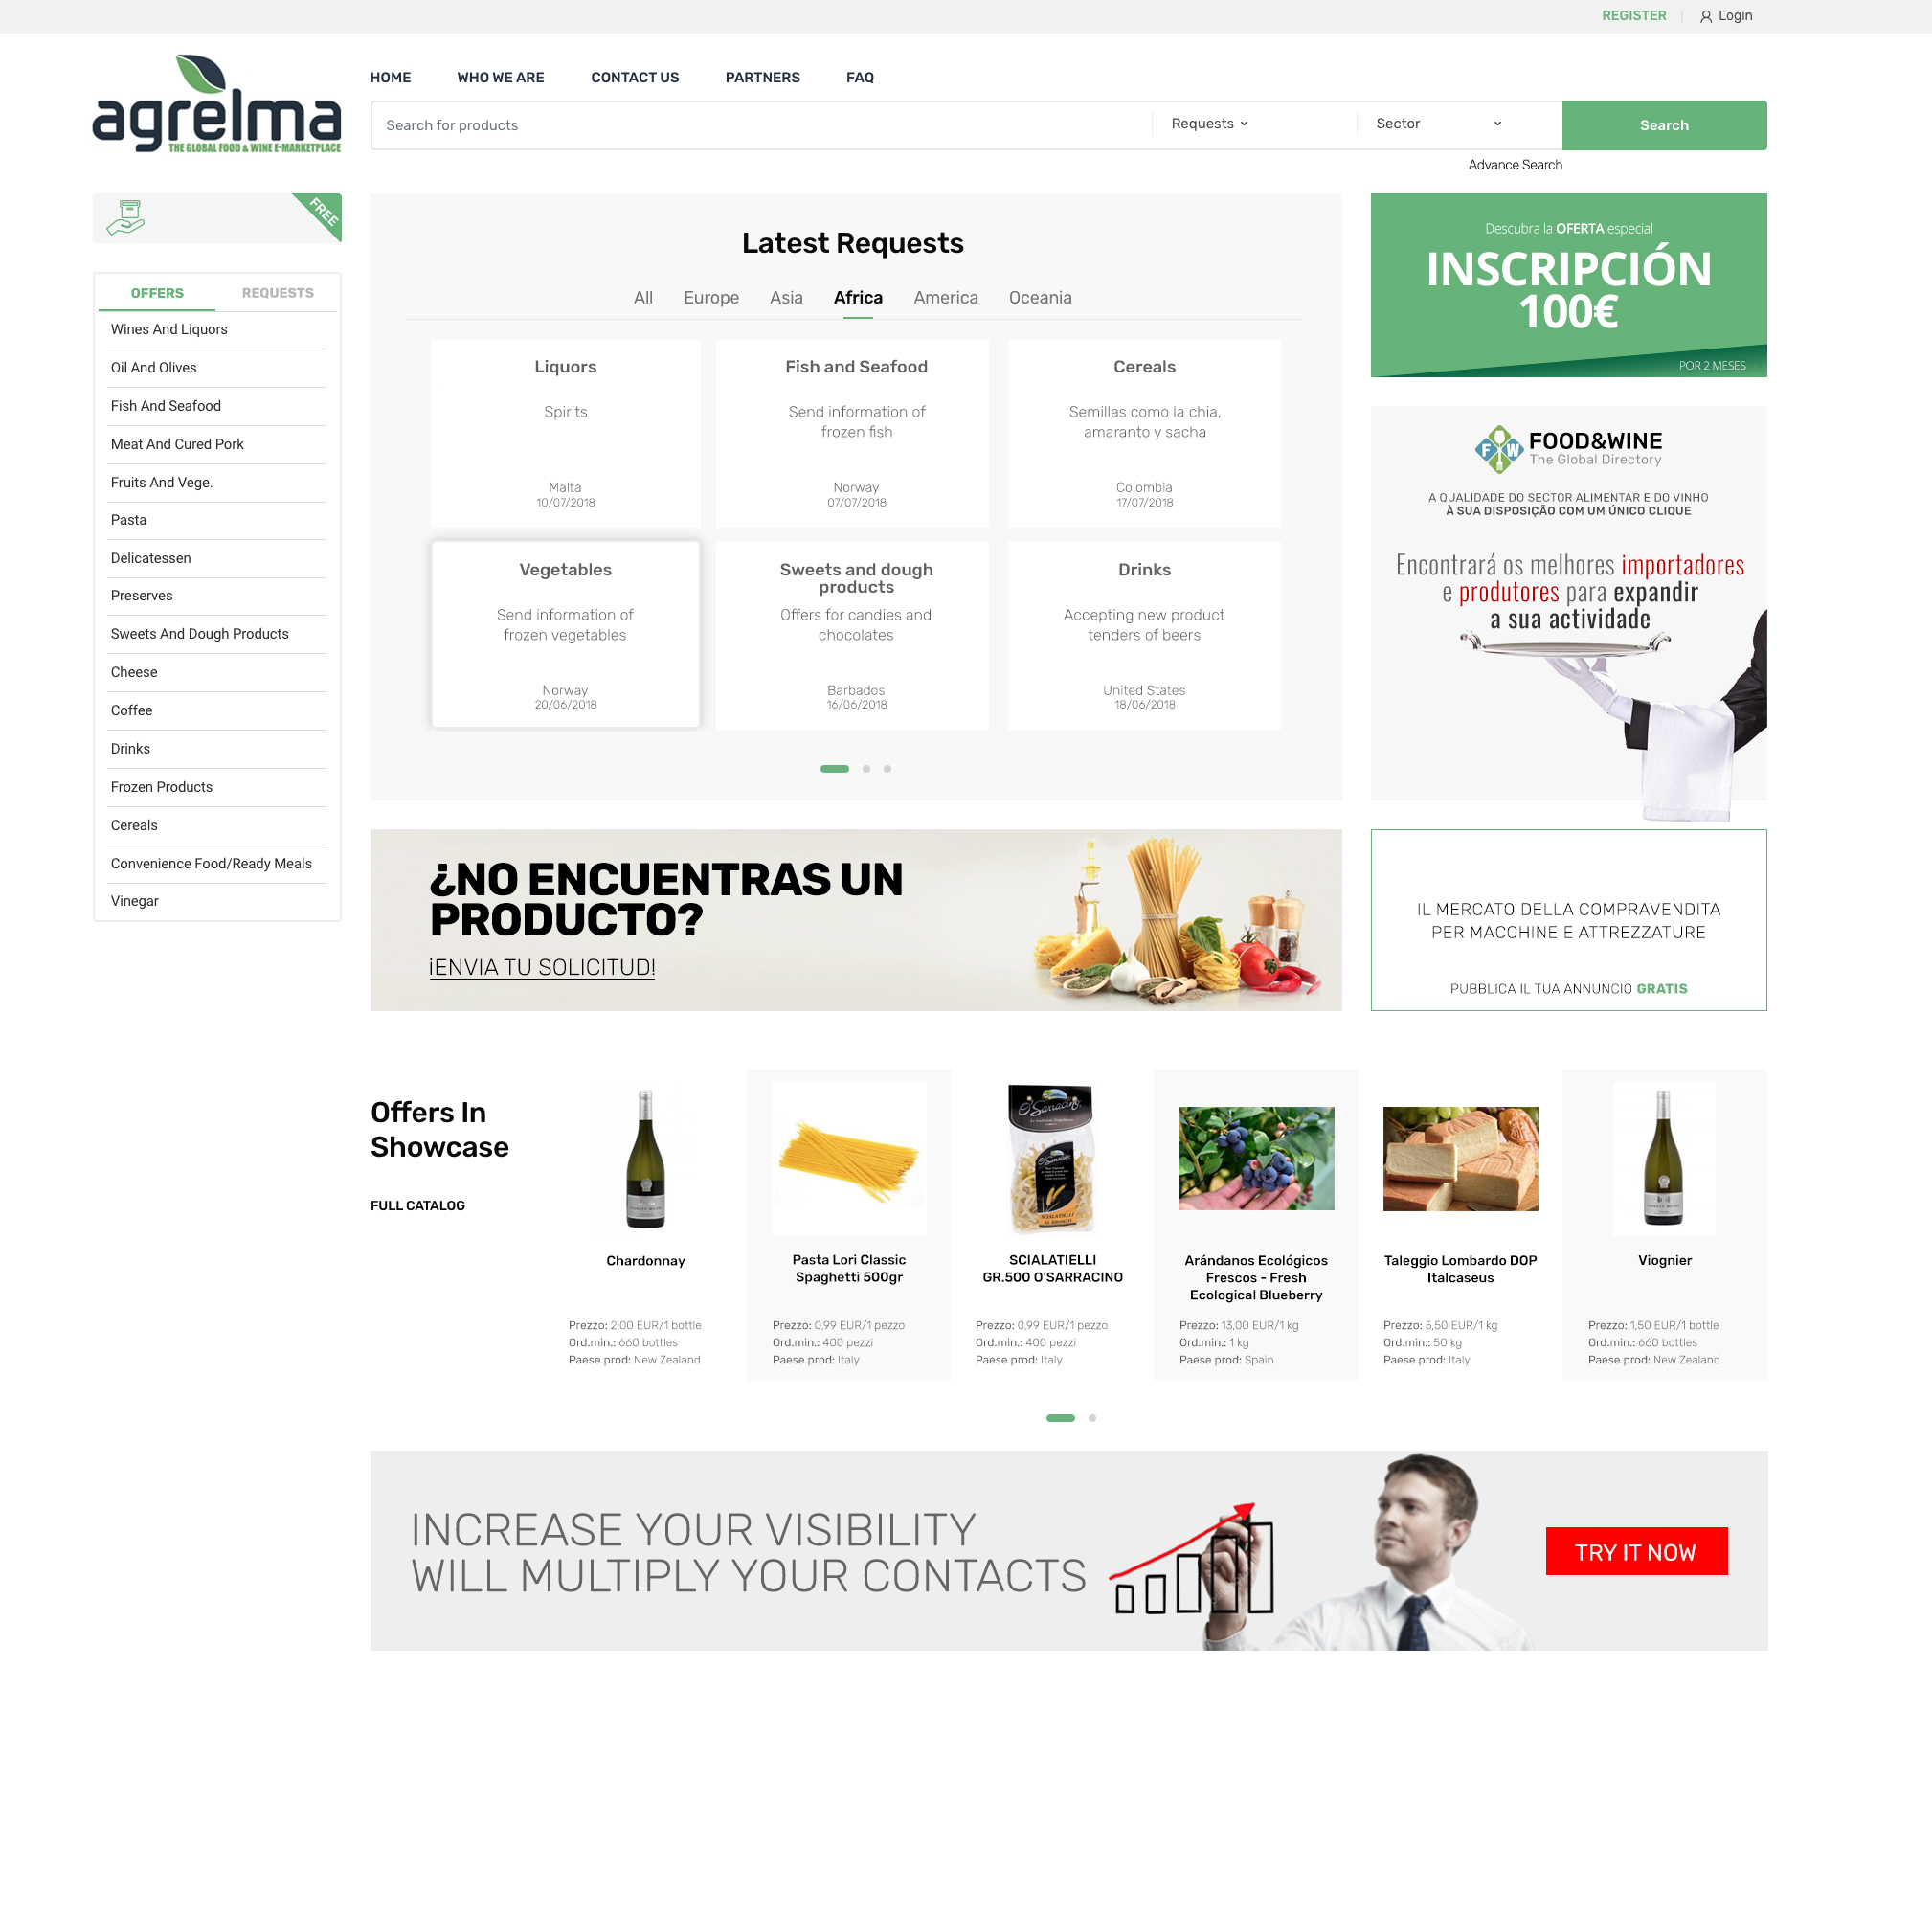 REGISTER
Login
agrelma
THE GLOBAL FOOD & WINE E-MARKETPLACE
HOME WHO WE ARE CONTACT US PARTNERS FAQ
Search for products Requests Sector Search
Advance Search
FREE
OFFERS REQUESTS
Wines And Liquors
Oil And Olives
Fish And Seafood
Meat And Cured Pork
Fruits And Vege.
Pasta
Delicatessen
Preserves
Sweets And Dough Products
Cheese
Coffee
Drinks
Frozen Products
Cereals
Convenience Food/Ready Meals
Vinegar
Latest Requests
All Europe Asia Africa America Oceania
Liquors
Spirits
Malta
10/07/2018
Fish and Seafood
Send information of
frozen fish
Norway
07/07/2018
Cereals
Semillas como la chia,
amaranto y sacha
Colombia
17/07/2018
Vegetables
Send information of
frozen vegetables
Norway
20/06/2018
Sweets and dough
products
Offers for candies and
chocolates
Barbados
16/06/2018
Drinks
Accepting new product
tenders of beers
United States
18/06/2018
Descubra la OFERTA especial
INSCRIPCIÓN
100€
POR 2 MESES
F W
FOOD&WINE
The Global Directory
A QUALIDADE DO SECTOR ALIMENTAR E DO VINHO
À SUA DISPOSIÇÃO COM UM ÚNICO CLIQUE
Encontrará os melhores importadores
e produtores para expandir
a sua actividade
¿NO ENCUENTRAS UN
PRODUCTO?
¡ENVIA TU SOLICITUD!
IL MERCATO DELLA COMPRAVENDITA
PER MACCHINE E ATTREZZATURE
PUBBLICA IL TUA ANNUNCIO GRATIS
Offers In
Showcase
FULL CATALOG
Chardonnay
Prezzo: 2,00 EUR/1 bottle
Ord.min.: 660 bottles
Paese prod: New Zealand
Pasta Lori Classic
Spaghetti 500gr
Prezzo: 0,99 EUR/1 pezzo
Ord.min.: 400 pezzi
Paese prod: Italy
O'Sarracino
O'Sarracino
SCIALATIELLI
SCIALATIELLI
GR.500 O'SARRACINO
Prezzo: 0,99 EUR/1 pezzo
Ord.min.: 400 pezzi
Paese prod: Italy
Arándanos Ecológicos
Frescos - Fresh
Ecological Blueberry
Prezzo: 13,00 EUR/1 kg
Ord.min.: 1 kg
Paese prod: Spain
Taleggio Lombardo DOP
Italcaseus
Prezzo: 5,50 EUR/1 kg
Ord.min.: 50 kg
Paese prod: Italy
Viognier
Prezzo: 1,50 EUR/1 bottle
Ord.min.: 660 bottles
Paese prod: New Zealand
INCREASE YOUR VISIBILITY
WILL MULTIPLY YOUR CONTACTS
TRY IT NOW